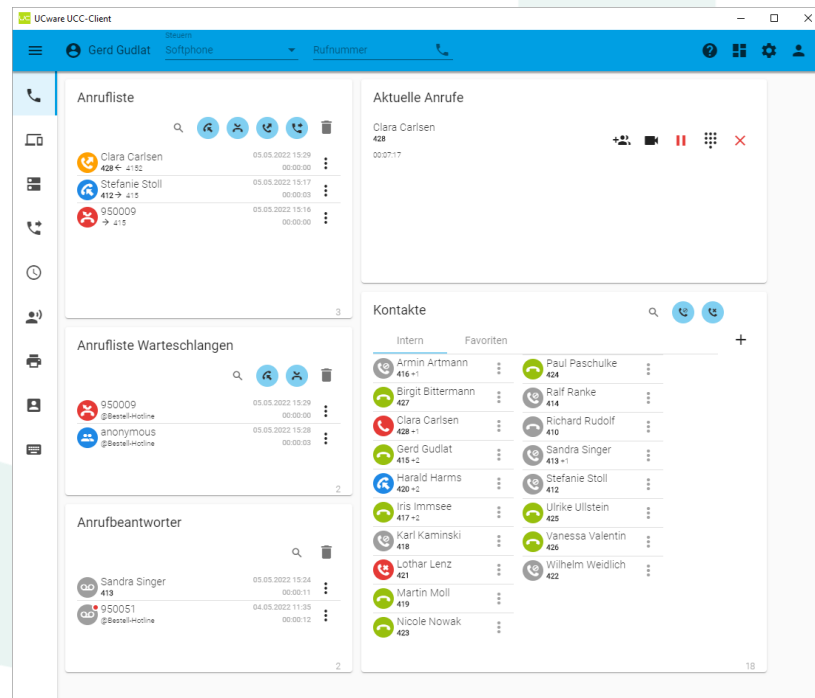 UC UCware UCC-Client
Gerd Gudlat
Steuern
Softphone
Rufnummer
Anrufliste
Clara Carlsen 05.05.2022 15:29
428 ← 4152 00:00:00
Stefanie Stoll 05.05.2022 15:17
412 → 415 00:00:03
950009 05.05.2022 15:16
→ 415 00:00:00
3
Anrufliste Warteschlangen
950009 05.05.2022 15:29
@Bestell-Hotline 00:00:00
anonymous 05.05.2022 15:28
@Bestell-Hotline 00:00:03
2
Anrufbeantworter
Sandra Singer 05.05.2022 15:24
413 00:00:11
950051 04.05.2022 11:35
@Bestell-Hotline 00:00:12
2
Aktuelle Anrufe
Clara Carlsen
428
00:07:17
Kontakte
Intern Favoriten
Armin Artmann
416 +1
Birgit Bittermann
427
Clara Carlsen
428 +1
Gerd Gudlat
415 +2
Harald Harms
420 +2
Iris Immsee
417 +2
Karl Kaminski
418
Lothar Lenz
421
Martin Moll
419
Nicole Nowak
423
Paul Paschulke
424
Ralf Ranke
414
Richard Rudolf
410
Sandra Singer
413 +1
Stefanie Stoll
412
Ulrike Ullstein
425
Vanessa Valentin
426
Wilhelm Weidlich
422
18